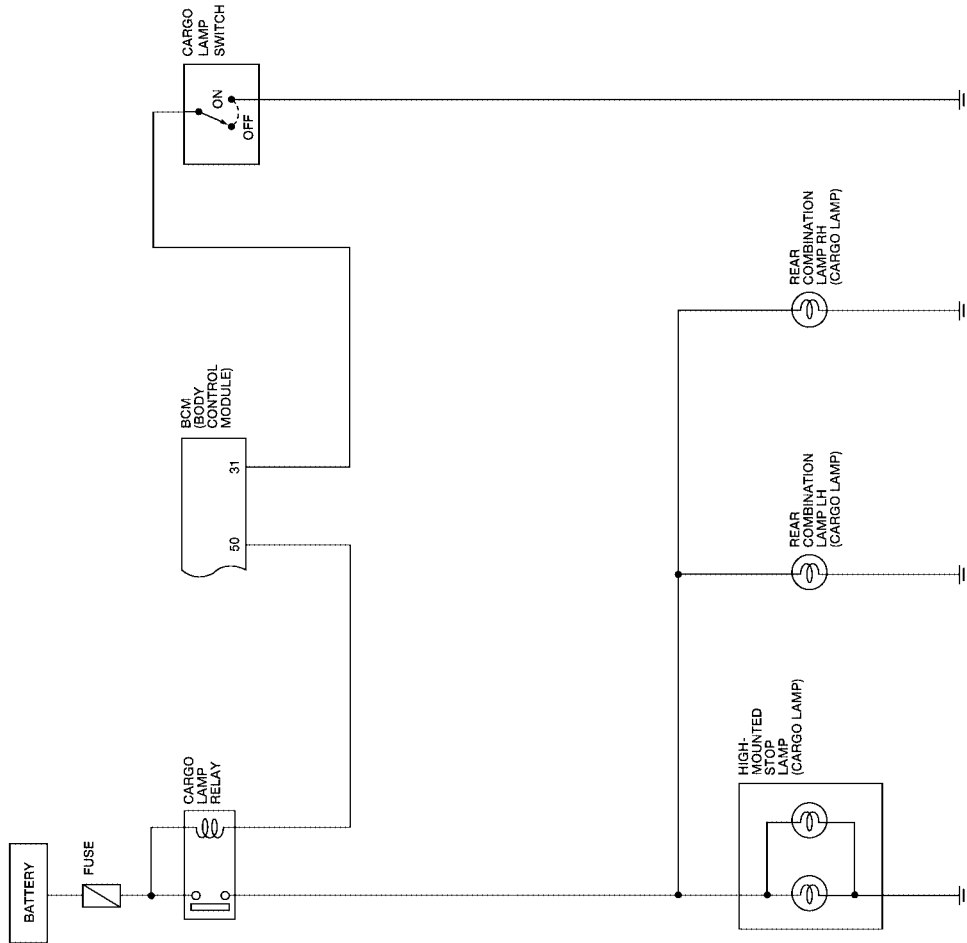 BATTERY
FUSE
CARGO
LAMP
RELAY
50
31
BCM
(BODY
CONTROL
MODULE)
CARGO
LAMP
SWITCH
OFF
ON
HIGH-
MOUNTED
STOP
LAMP
(CARGO LAMP)
REAR
COMBINATION
LAMP LH
(CARGO LAMP)
REAR
COMBINATION
LAMP RH
(CARGO LAMP)